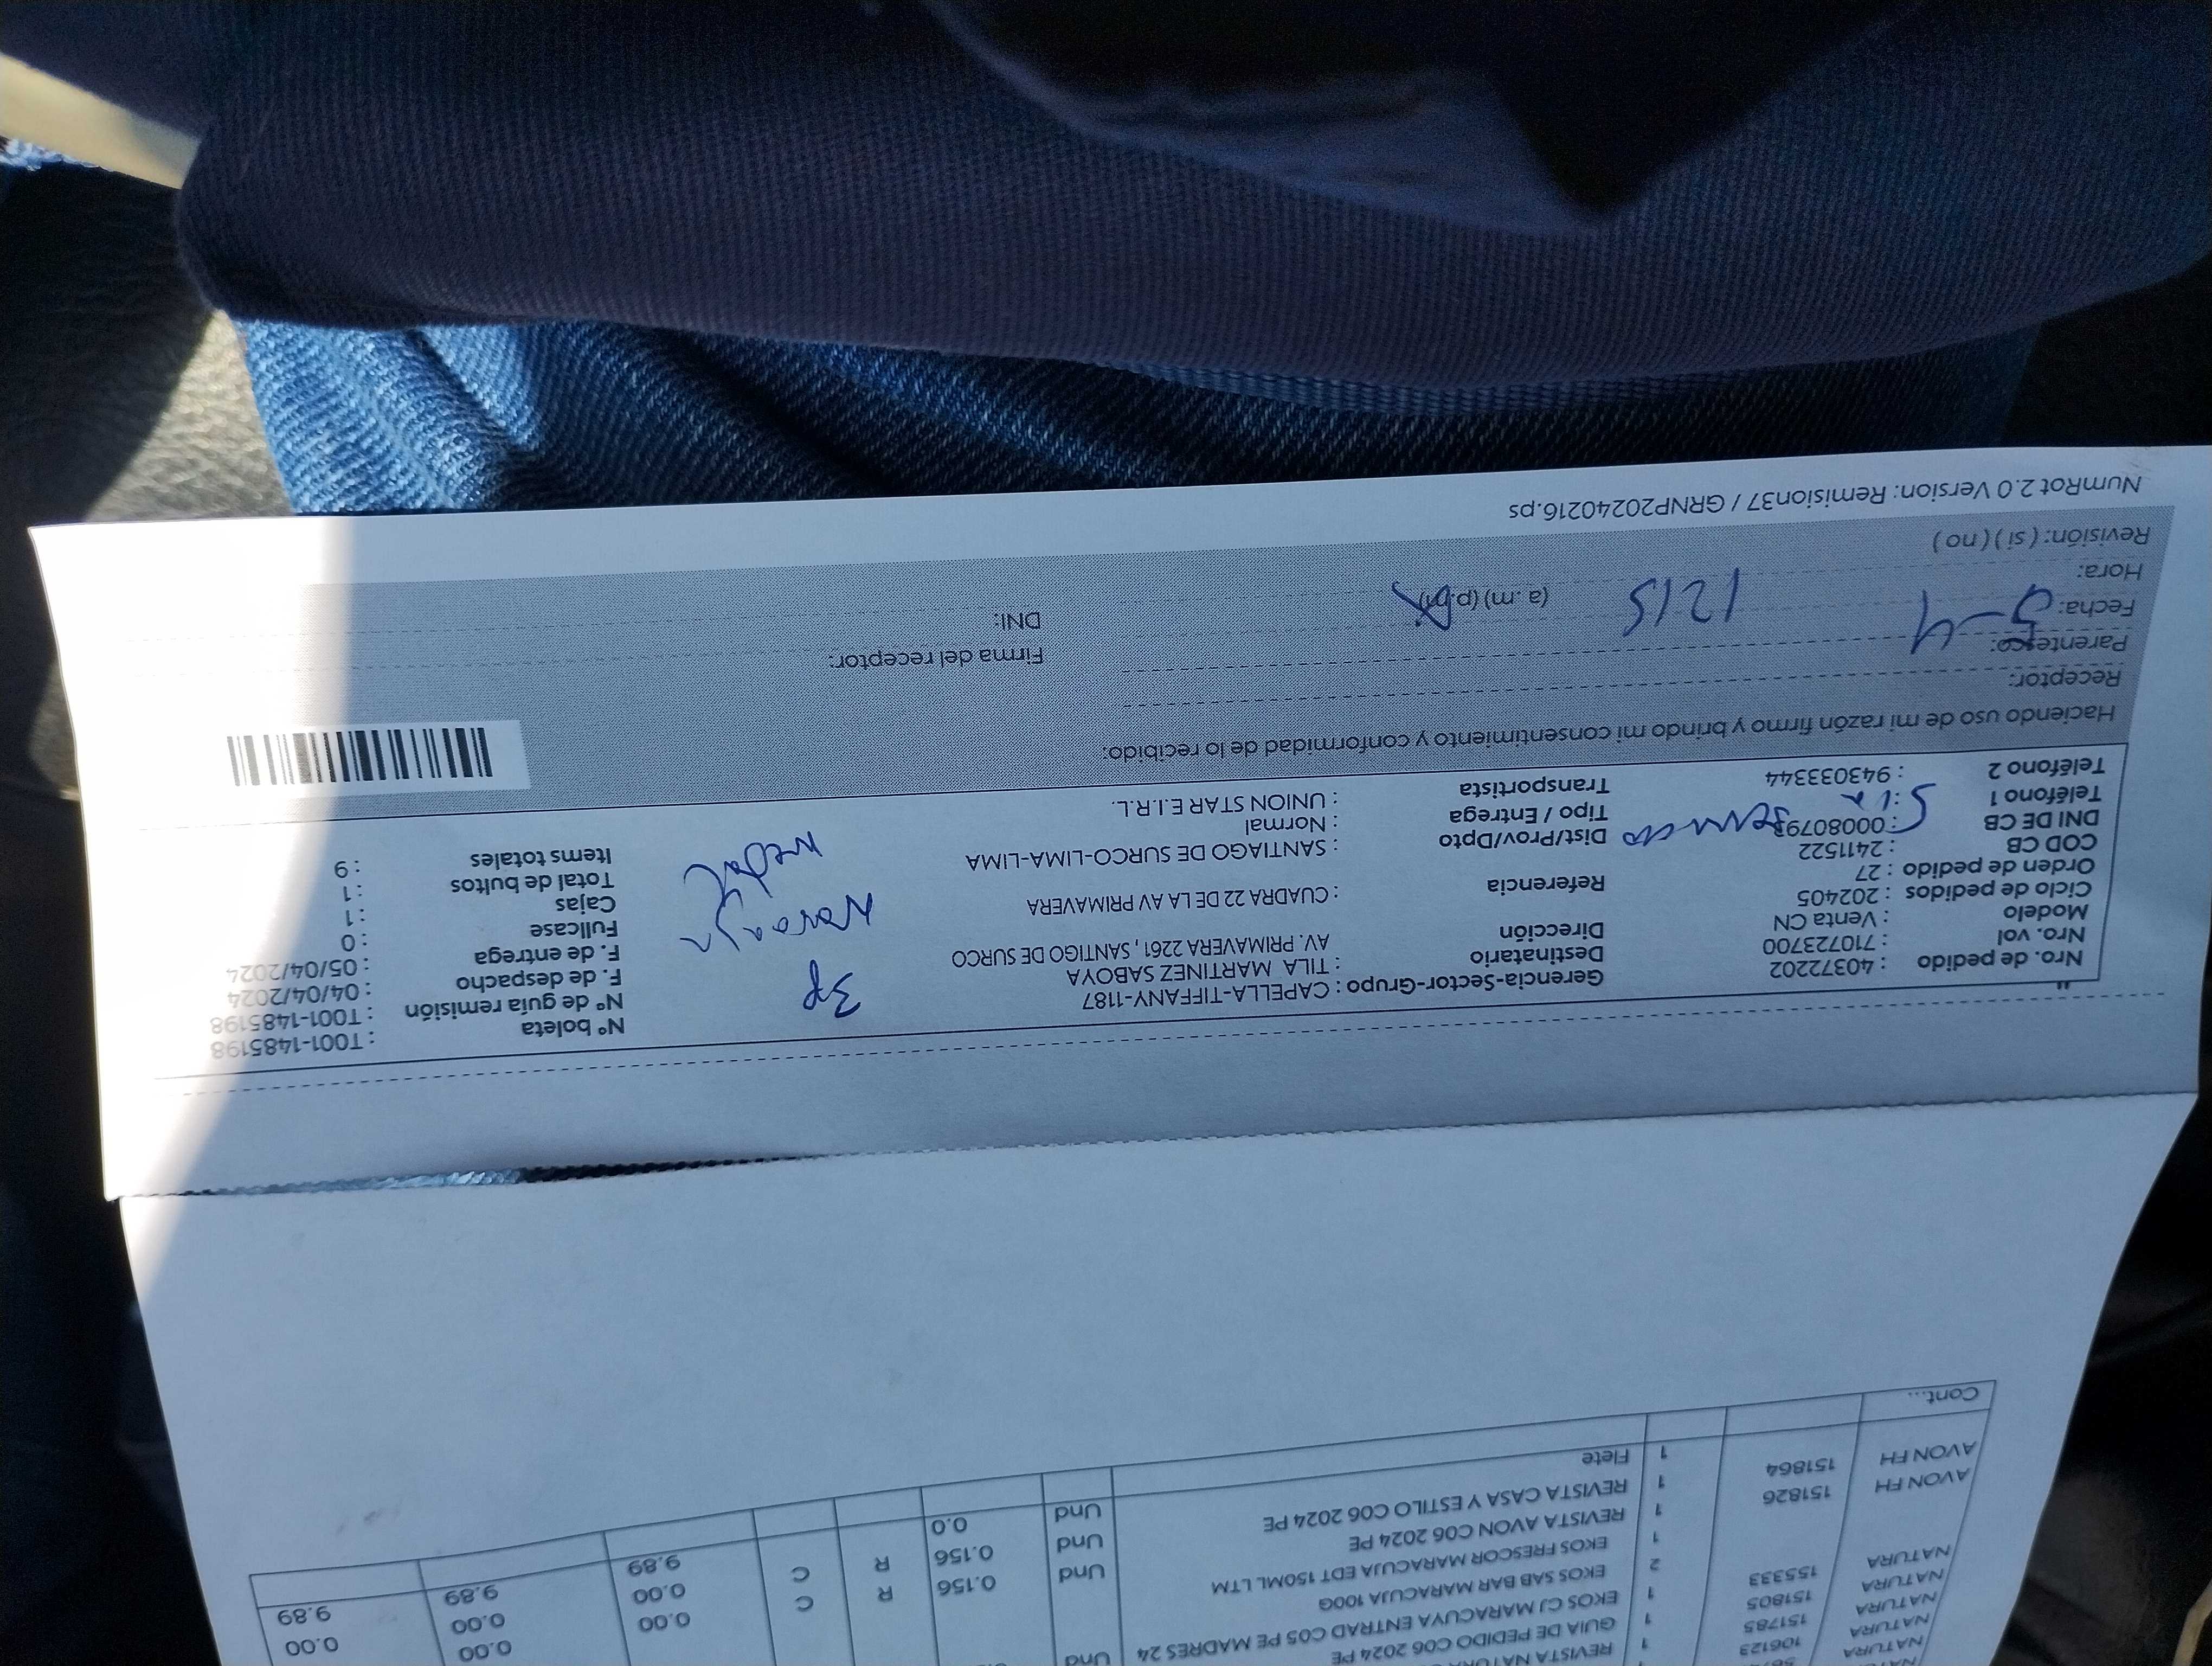 NATURA 106123 1 REVISTA NATURA
NATURA 151785 1 GUIA DE PEDIDO C06 2024 PE Und
NATURA 151805 1 EKOS CJ MARACUYA ENTRAD C05 PE MADRES 24
NATURA 155333 2 EKOS SAB BAR MARACUJA 100G
1 EKOS FRESCOR MARACUJA EDT 150ML LTM
AVON FH 151826 1 REVISTA AVON C06 2024 PE Und 0.156 R C 0.00 0.00 0.00
AVON FH 151864 1 REVISTA CASA Y ESTILO C06 2024 PE Und 0.156 R C 0.00 0.00 0.00
1 Flete Und 0.0 9.89 9.89 9.89
Cont...
Nro. de pedido : 40372202
Nro. vol : 710723700
Modelo : Venta CN
Ciclo de pedidos : 202405
Orden de pedido : 27
COD CB : 2411522
DNI DE CB : 00080793
Teléfono 1 :
Teléfono 2 : 943033344
Gerencia-Sector-Grupo : CAPELLA-TIFFANY-1187
Destinatario : TILA MARTINEZ SABOYA
Dirección AV. PRIMAVERA 2261 , SANTIGO DE SURCO
Referencia : CUADRA 22 DE LA AV PRIMAVERA
Dist/Prov/Dpto : SANTIAGO DE SURCO-LIMA-LIMA
Tipo / Entrega : Normal
Transportista : UNION STAR E.I.R.L.
3p
Nº boleta : T001-1485198
Nº de guía remisión : T001-1485198
F. de despacho : 04/04/2024
F. de entrega : 05/04/2024
Fullcase : 0
Cajas : 1
Total de bultos : 1
Items totales : 9
Haciendo uso de mi razón firmo y brindo mi consentimiento y conformidad de lo recibido:
Receptor:
Parentesco:
Fecha: 5-4
Hora: 1215 (a. m) (p.m)
Revisión: ( si ) ( no )
Firma del receptor:
DNI:
NumRot 2.0 Version: Remision37 / GRNP20240216.ps